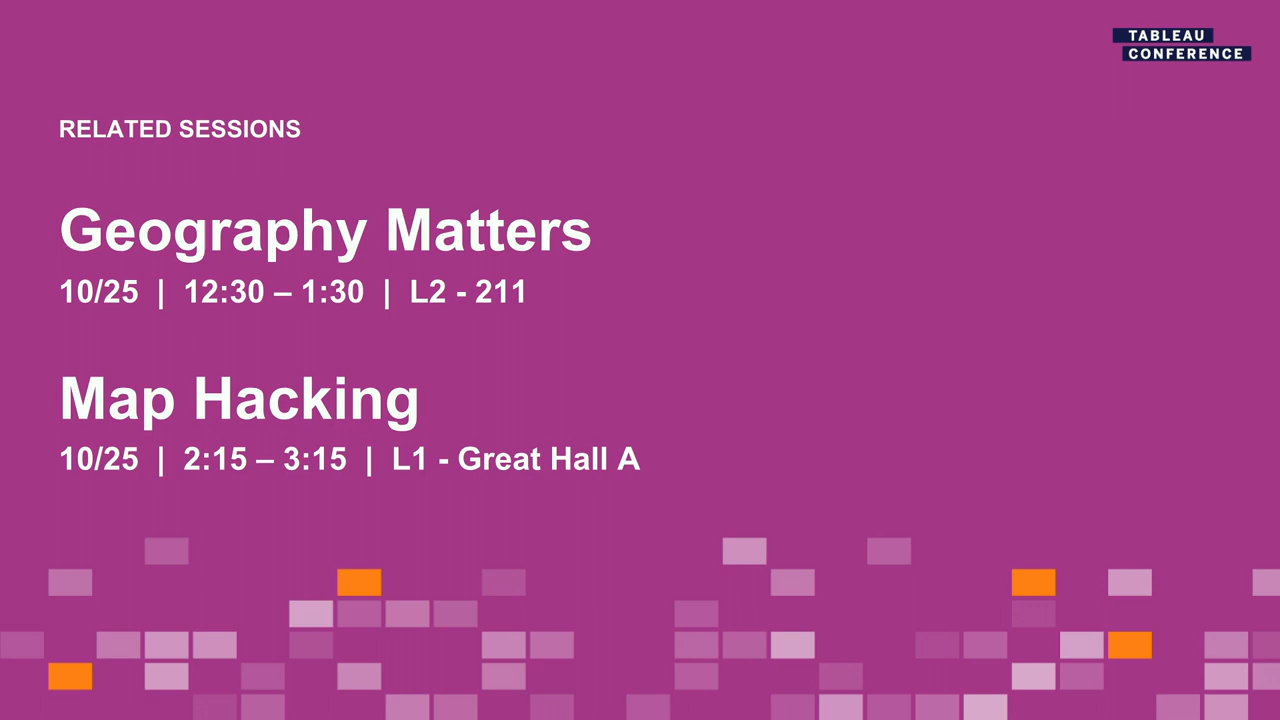 TABLEAU
CONFERENCE
RELATED SESSIONS
Geography Matters
10/25 | 12:30 – 1:30 | L2 - 211
Map Hacking
10/25 | 2:15 – 3:15 | L1 - Great Hall A